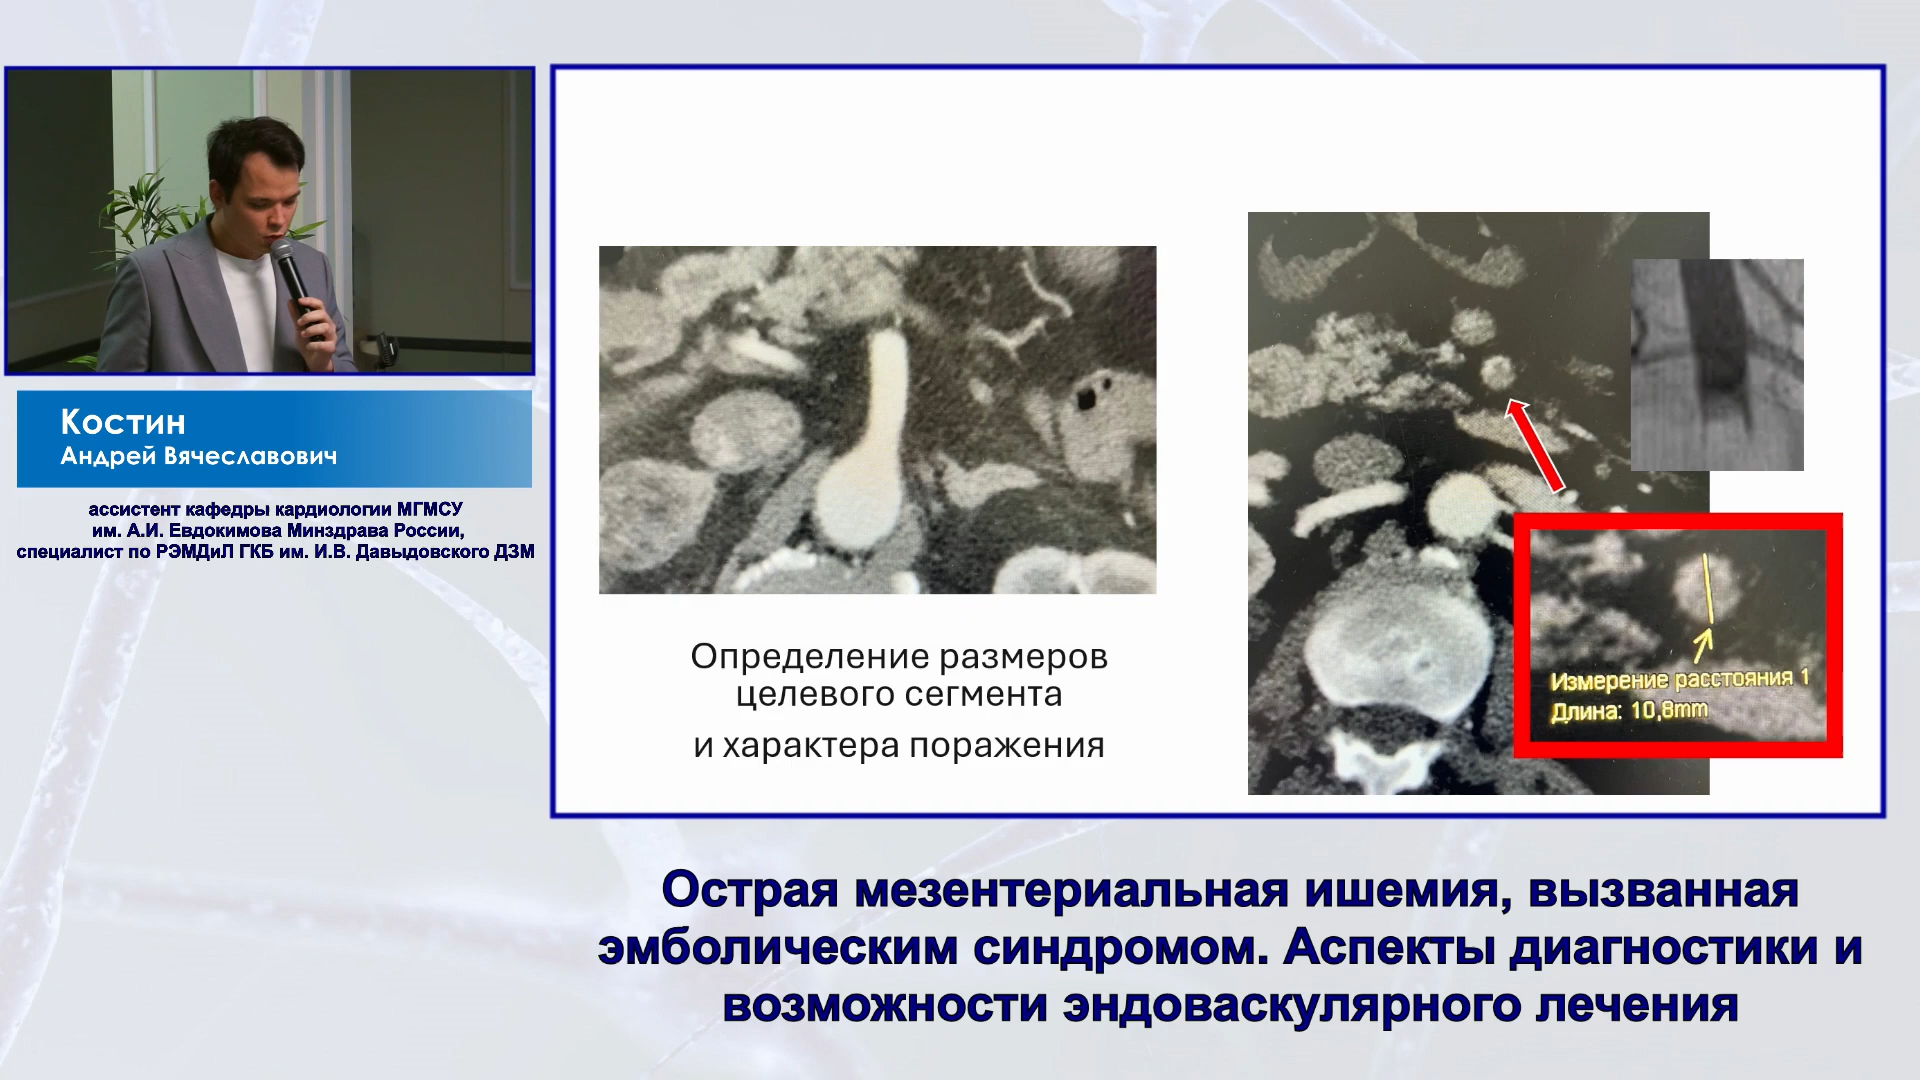 Костин
Андрей Вячеславович
ассистент кафедры кардиологии МГМСУ
им. А.И. Евдокимова Минздрава России,
специалист по РЭМДиЛ ГКБ им. И.В. Давыдовского ДЗМ
Определение размеров
целевого сегмента
и характера поражения
Измерение расстояния 1
Длина: 10,8mm
Острая мезентериальная ишемия, вызванная
эмболическим синдромом. Аспекты диагностики и
возможности эндоваскулярного лечения